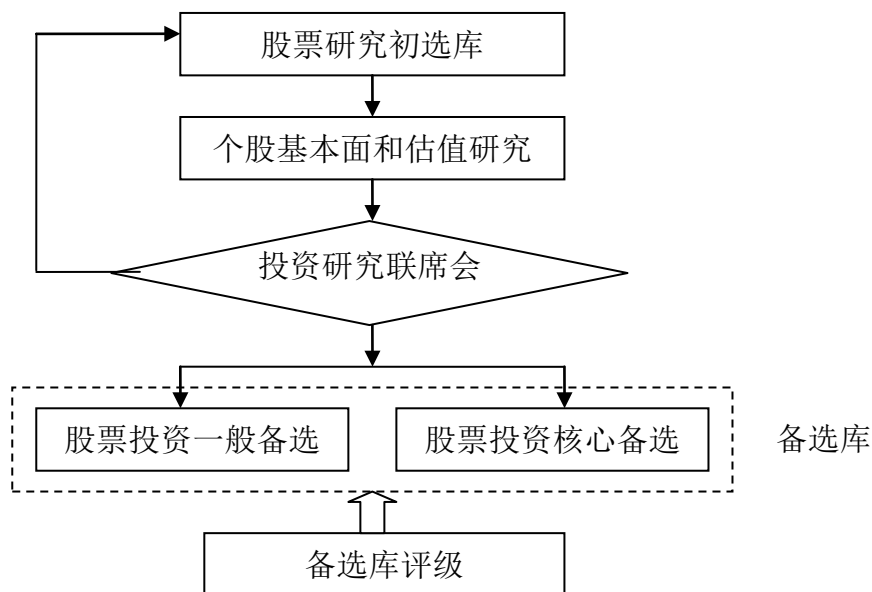 股票研究初选库
个股基本面和估值研究
投资研究联席会
股票投资一般备选
股票投资核心备选
备选库
备选库评级